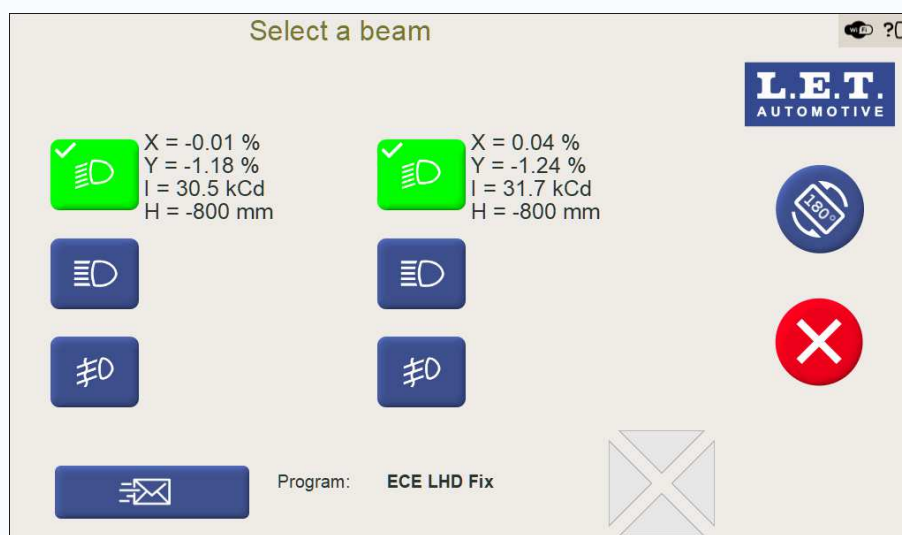 Select a beam
WiFi
?
L.E.T.
AUTOMOTIVE
X = -0.01 %
Y = -1.18 %
I = 30.5 kCd
H = -800 mm
X = 0.04 %
Y = -1.24 %
I = 31.7 kCd
H = -800 mm
180°
Program: ECE LHD Fix